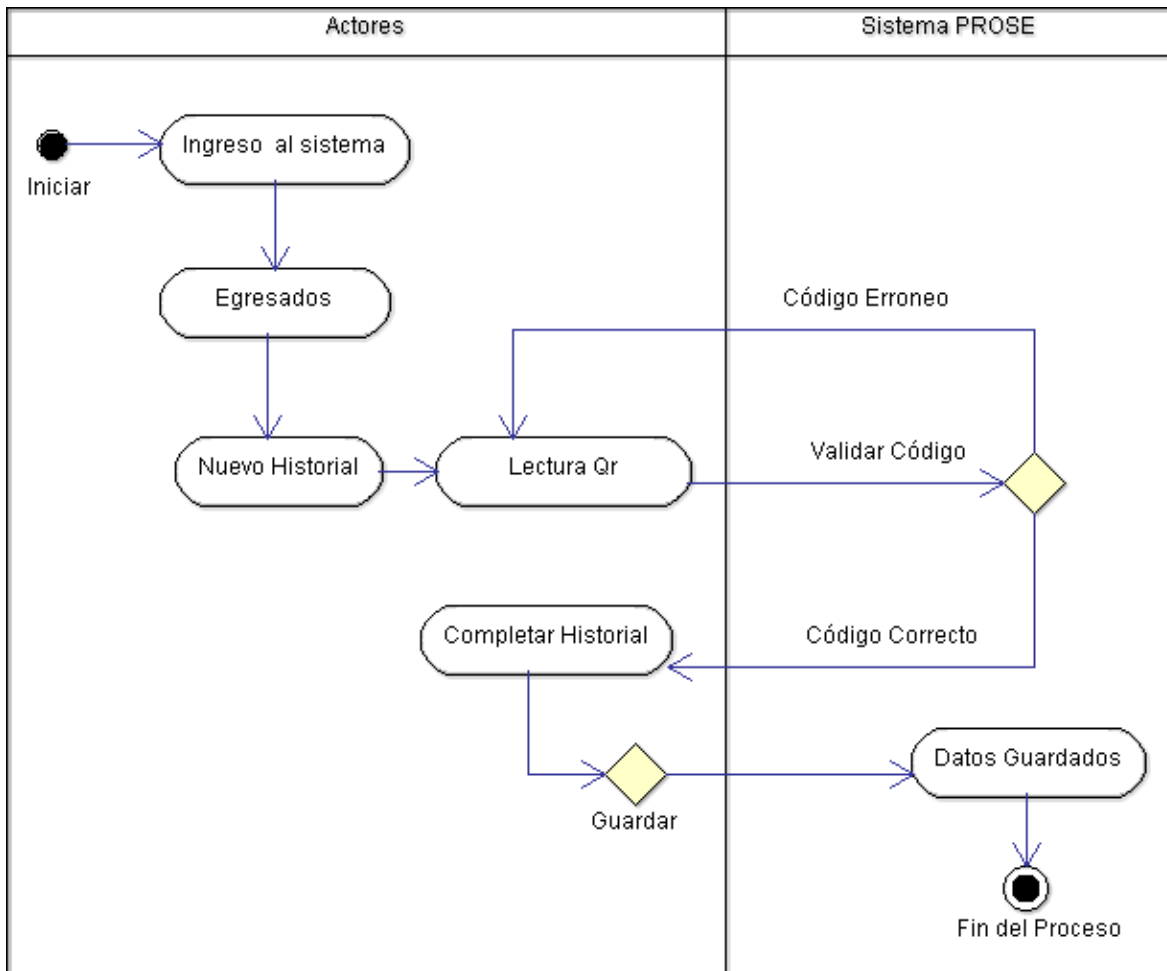 Actores
Sistema PROSE
Ingreso al sistema
Iniciar
Egresados
Código Erroneo
Nuevo Historial
Lectura Qr
Validar Código
Completar Historial
Código Correcto
Datos Guardados
Guardar
Fin del Proceso